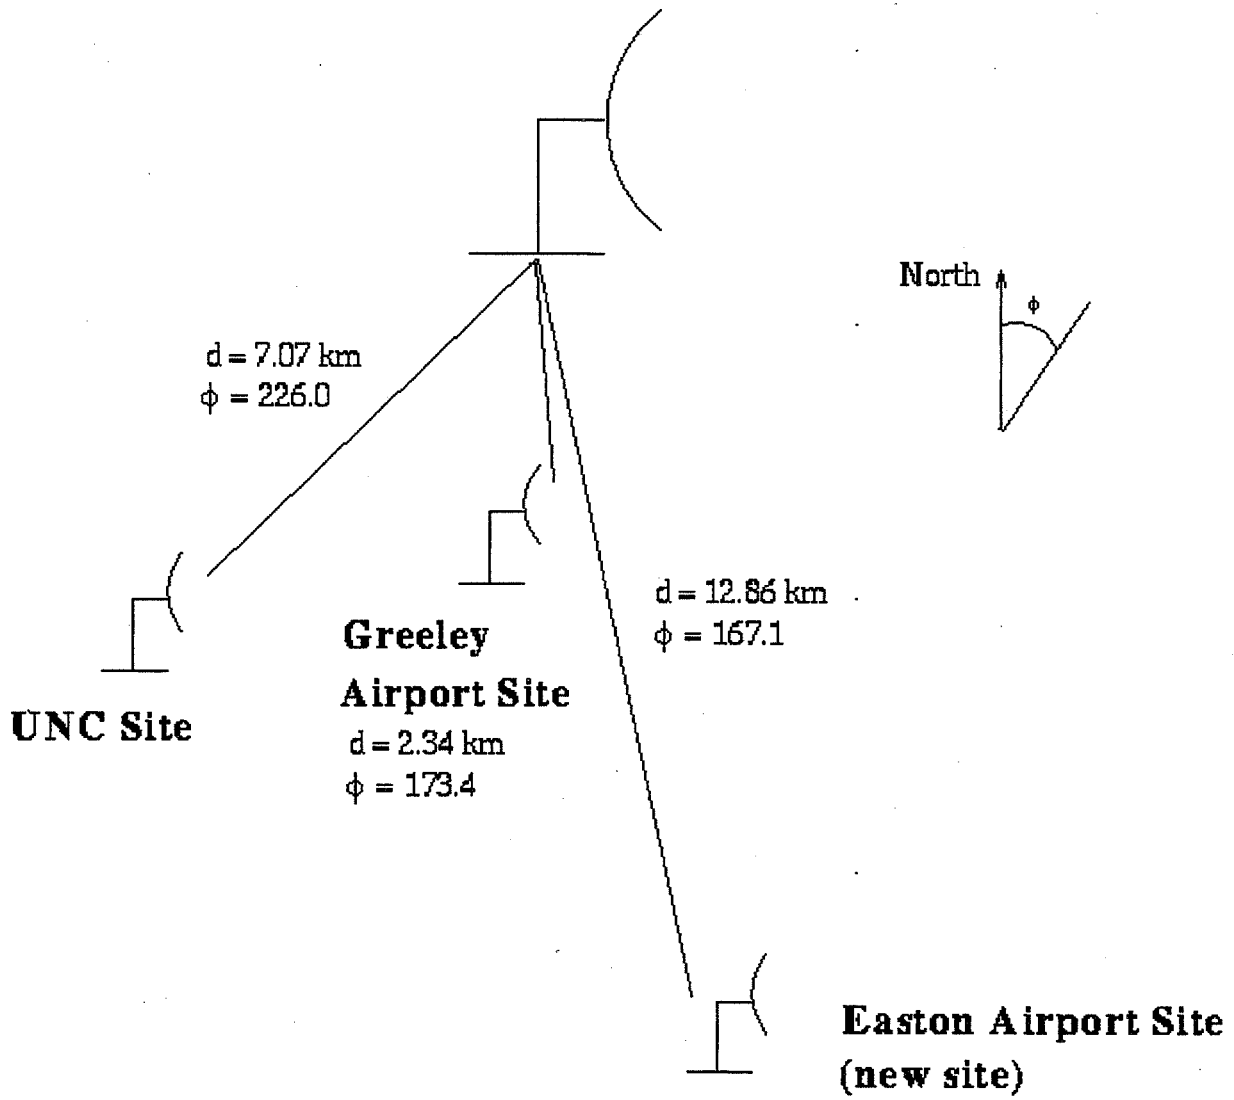 North
ϕ
d = 7.07 km
ϕ = 226.0
d = 12.86 km
ϕ = 167.1
Greeley
Airport Site
d = 2.34 km
ϕ = 173.4
UNC Site
Easton Airport Site
(new site)